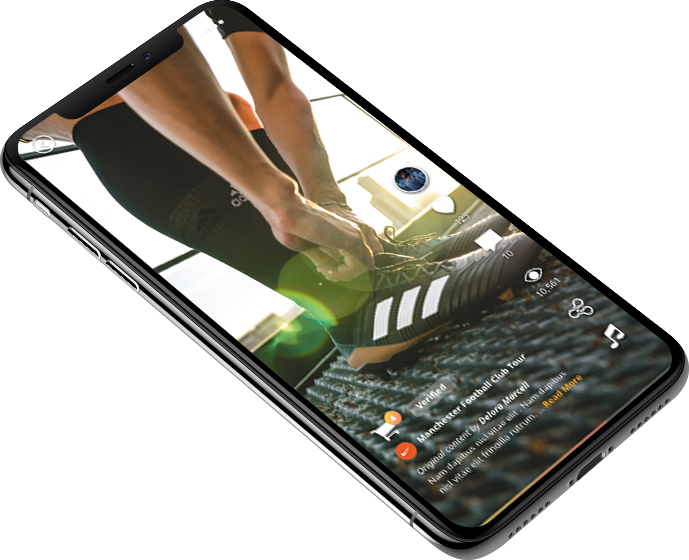 125
10
10,561
Verified
Manchester Football Club Tour
Original content by Delora Marcell
Nam dapibus nisl vitae elit. Nam dapibus
nisl vitae elit fringilla rutrum. ... Read More